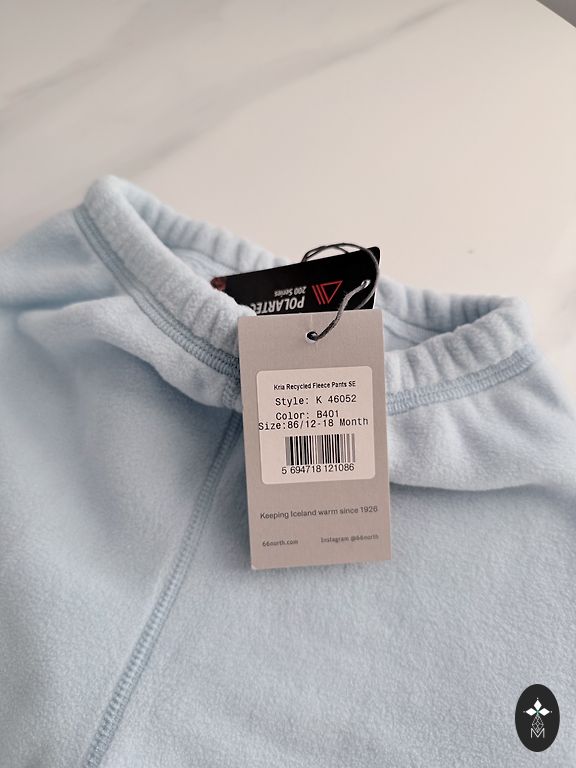 POLARTEC
200 Series
Kria Recycled Fleece Pants SE
Style: K 46052
Color: B401
Size:86/12-18 Month
5 694718 121086
Keeping Iceland warm since 1926
66north.com Instagram @66north
M